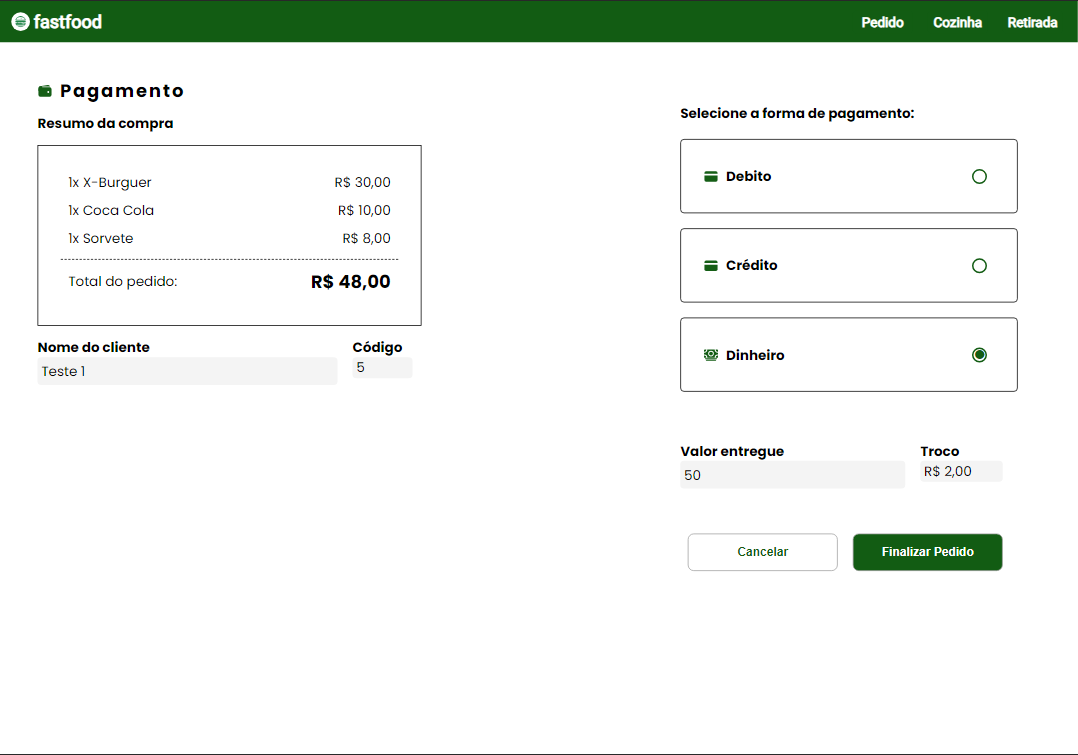 fastfood
Pedido Cozinha Retirada
Pagamento
Resumo da compra
1x X-Burguer R$ 30,00
1x Coca Cola R$ 10,00
1x Sorvete R$ 8,00
Total do pedido: R$ 48,00
Nome do cliente Código
Teste 1 5
Selecione a forma de pagamento:
Debito
Crédito
Dinheiro
Valor entregue Troco
50 R$ 2,00
Cancelar Finalizar Pedido